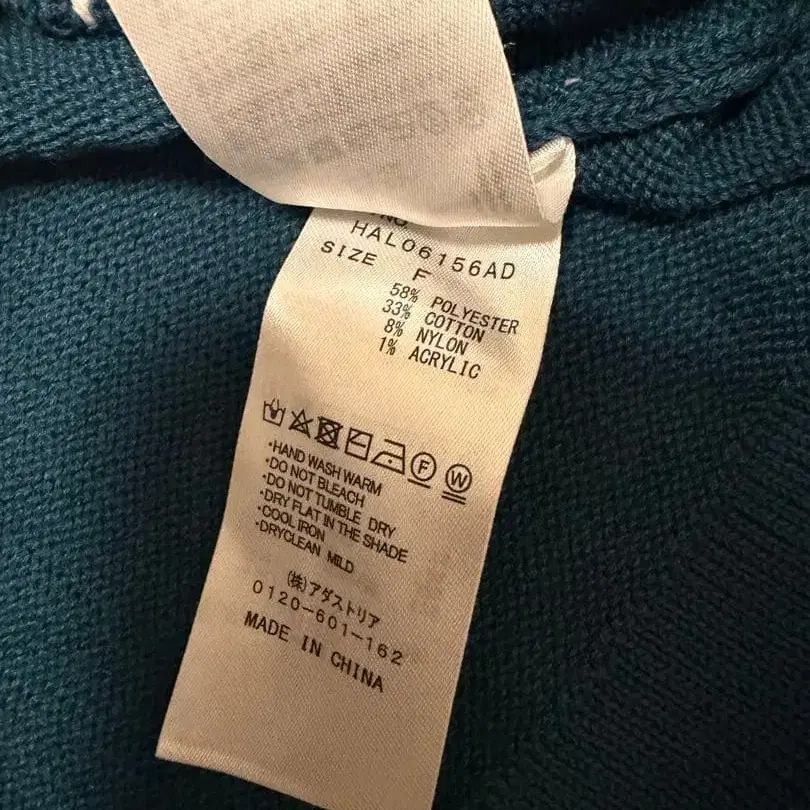 NO.
HAL06156AD
SIZE F
58% POLYESTER
33% COTTON
8% NYLON
1% ACRYLIC
F W
・HAND WASH WARM
・DO NOT BLEACH
・DO NOT TUMBLE DRY
・DRY FLAT IN THE SHADE
・COOL IRON
・DRYCLEAN MILD
(株)アダストリア
0120-601-162
MADE IN CHINA